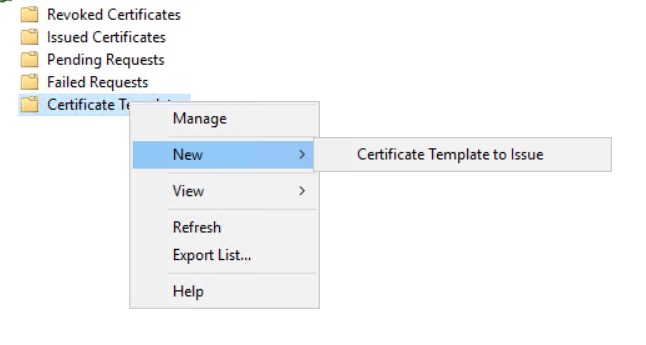 Revoked Certificates
Issued Certificates
Pending Requests
Failed Requests
Certificate
Manage
New
Certificate Template to Issue
View
Refresh
Export List...
Help